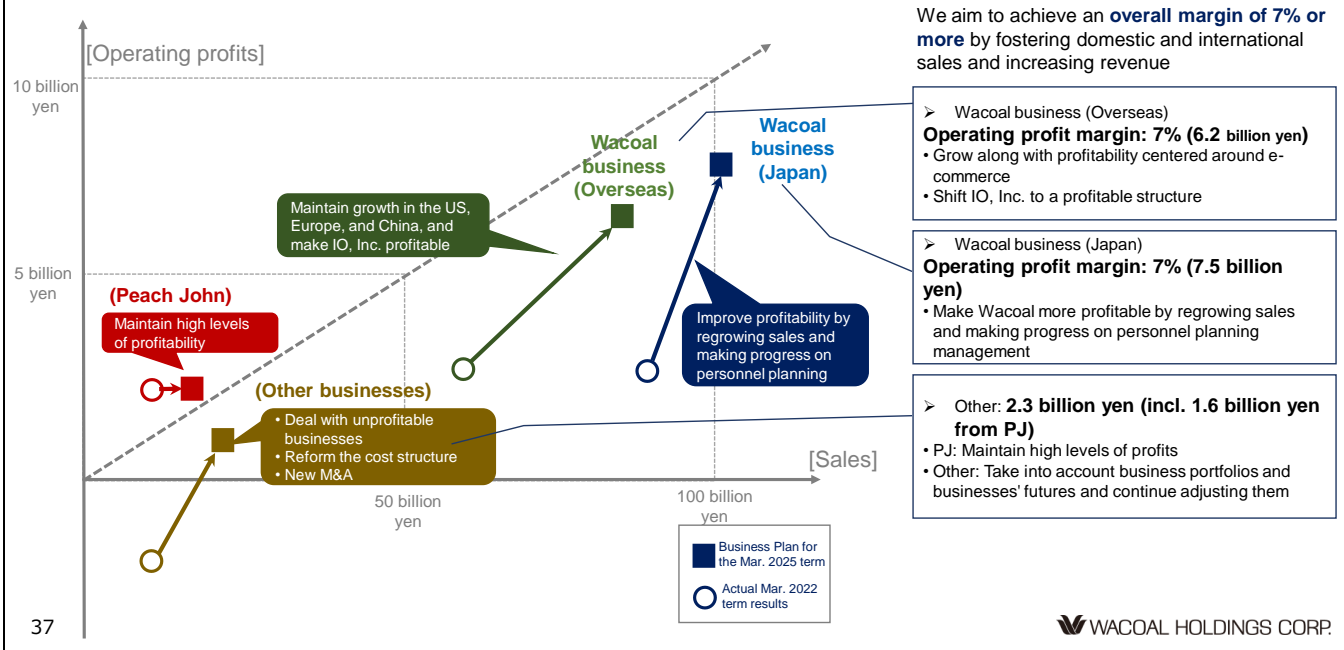 [Operating profits]
10 billion
yen
5 billion
yen
Wacoal
business
(Overseas)
Wacoal
business
(Japan)
Maintain growth in the US,
Europe, and China, and
make IO, Inc. profitable
(Peach John)
Maintain high levels
of profitability
Improve profitability by
regrowing sales and
making progress on
personnel planning
(Other businesses)
• Deal with unprofitable
businesses
• Reform the cost structure
• New M&A
[Sales]
50 billion
yen
100 billion
yen
Business Plan for
the Mar. 2025 term
Actual Mar. 2022
term results
We aim to achieve an overall margin of 7% or
more by fostering domestic and international
sales and increasing revenue
➢ Wacoal business (Overseas)
Operating profit margin: 7% (6.2 billion yen)
• Grow along with profitability centered around e-
commerce
• Shift IO, Inc. to a profitable structure
➢ Wacoal business (Japan)
Operating profit margin: 7% (7.5 billion
yen)
• Make Wacoal more profitable by regrowing sales
and making progress on personnel planning
management
➢ Other: 2.3 billion yen (incl. 1.6 billion yen
from PJ)
• PJ: Maintain high levels of profits
• Other: Take into account business portfolios and
businesses' futures and continue adjusting them
37
WACOAL HOLDINGS CORP.